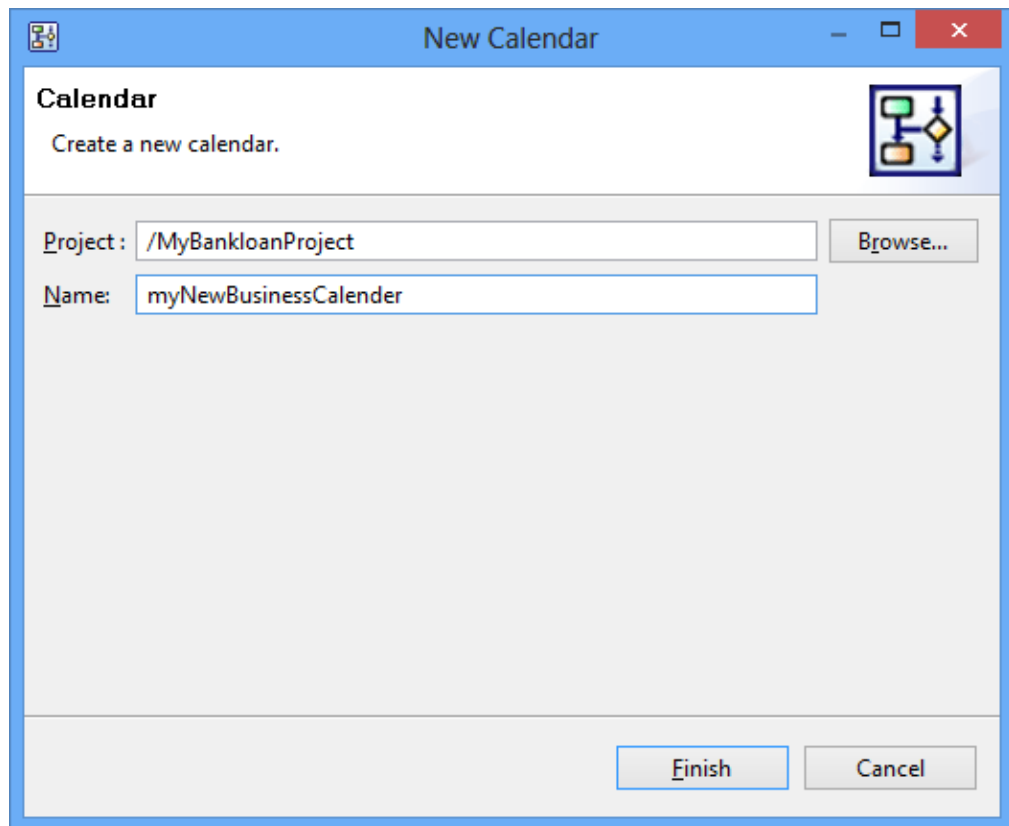 New Calendar
Calendar
Create a new calendar.
Project : /MyBankloanProject Browse...
Name: myNewBusinessCalender
Finish Cancel